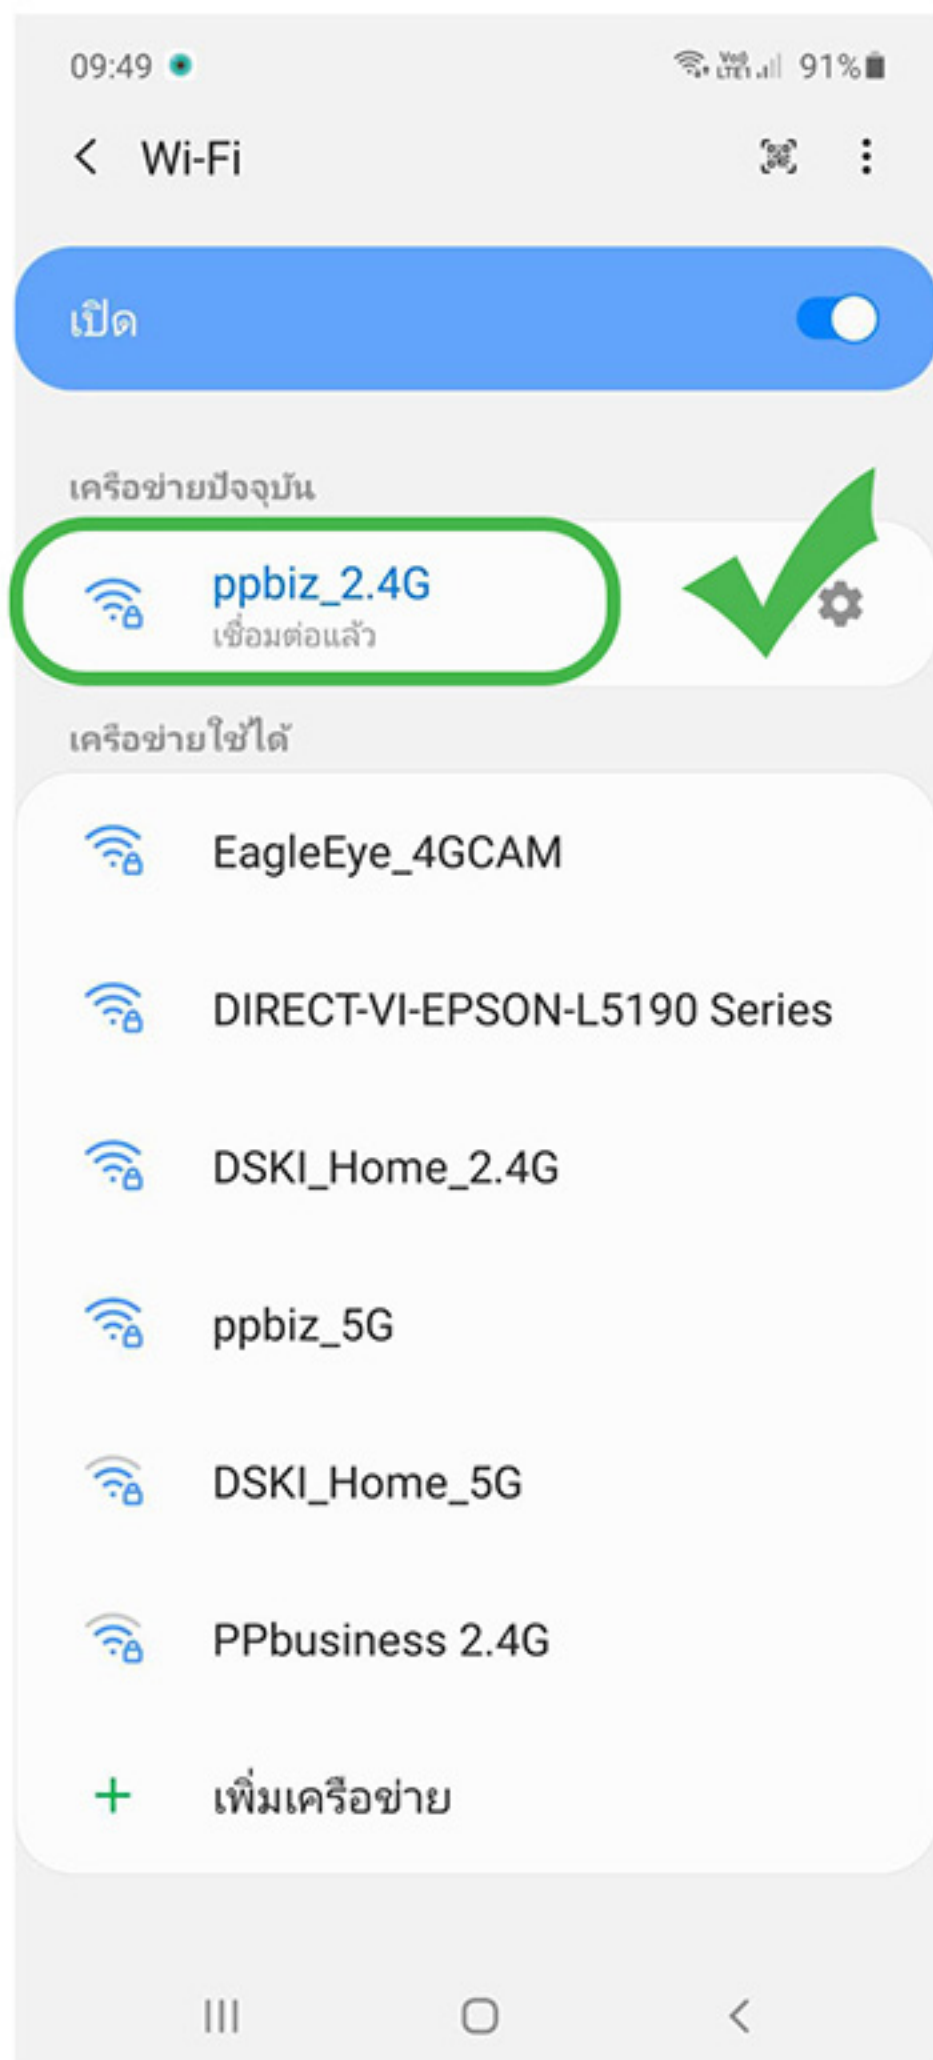 09:49
Vo)) LTE1 91%
Wi-Fi
เปิด
เครือข่ายปัจจุบัน
ppbiz_2.4G
เชื่อมต่อแล้ว
เครือข่ายใช้ได้
EagleEye_4GCAM
DIRECT-VI-EPSON-L5190 Series
DSKI_Home_2.4G
ppbiz_5G
DSKI_Home_5G
PPbusiness 2.4G
เพิ่มเครือข่าย